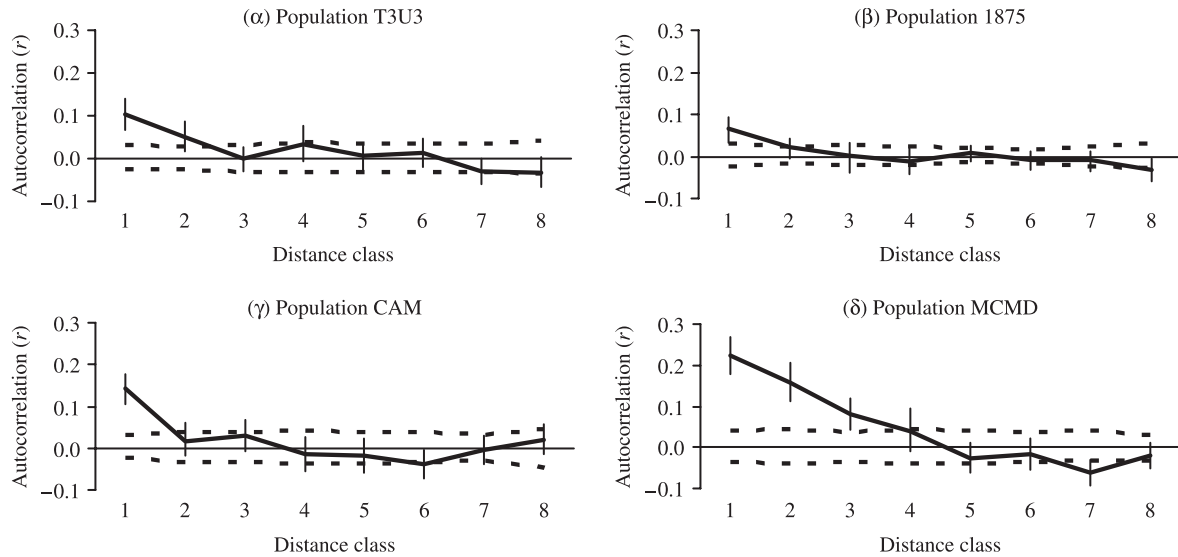 (α) Population T3U3
Autocorrelation (r)
0.3
0.2
0.1
0.0
−0.1
1 2 3 4 5 6 7 8
Distance class
(β) Population 1875
Autocorrelation (r)
0.3
0.2
0.1
0.0
−0.1
1 2 3 4 5 6 7 8
Distance class
(γ) Population CAM
Autocorrelation (r)
0.3
0.2
0.1
0.0
−0.1
1 2 3 4 5 6 7 8
Distance class
(δ) Population MCMD
Autocorrelation (r)
0.3
0.2
0.1
0.0
−0.1
1 2 3 4 5 6 7 8
Distance class